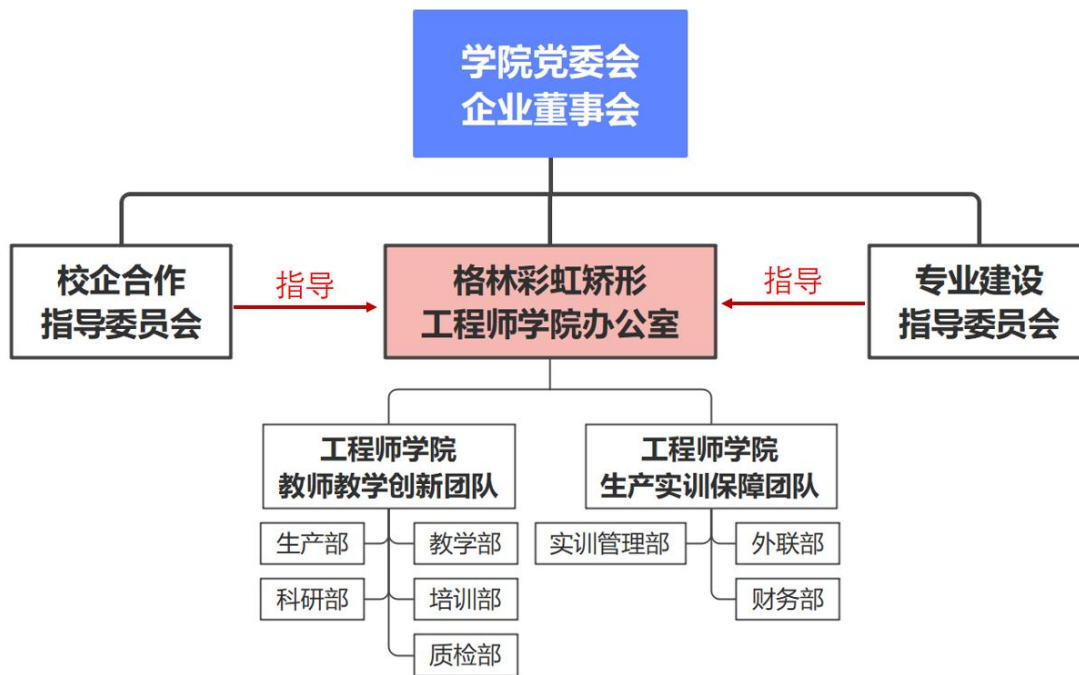 学院党委会
企业董事会
校企合作
指导委员会
指导
格林彩虹矫形
工程师学院办公室
指导
专业建设
指导委员会
工程师学院
教师教学创新团队
工程师学院
生产实训保障团队
生产部
教学部
科研部
培训部
质检部
实训管理部
外联部
财务部